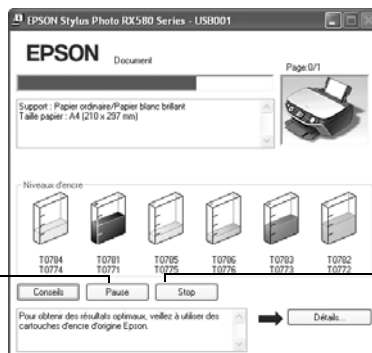 EPSON Stylus Photo RX580 Series - USB001
EPSON
Document
Page:0/1
Support : Papier ordinaire/Papier blanc brillant
Taille papier : A4 (210 x 297 mm)
Niveaux d'encre
T0784 T0781 T0785 T0786 T0783 T0782
T0774 T0771 T0775 T0776 T0773 T0772
Conseils Pause Stop
Pour obtenir des résultats optimaux, veillez à utiliser des
cartouches d'encre d'origine Epson.
Détails...